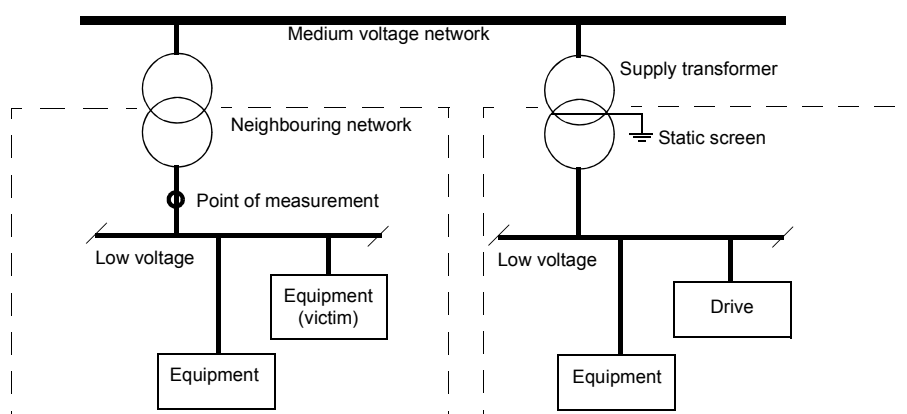 Medium voltage network
Supply transformer
Neighbouring network
Static screen
Point of measurement
Low voltage
Low voltage
Equipment
(victim)
Drive
Equipment
Equipment